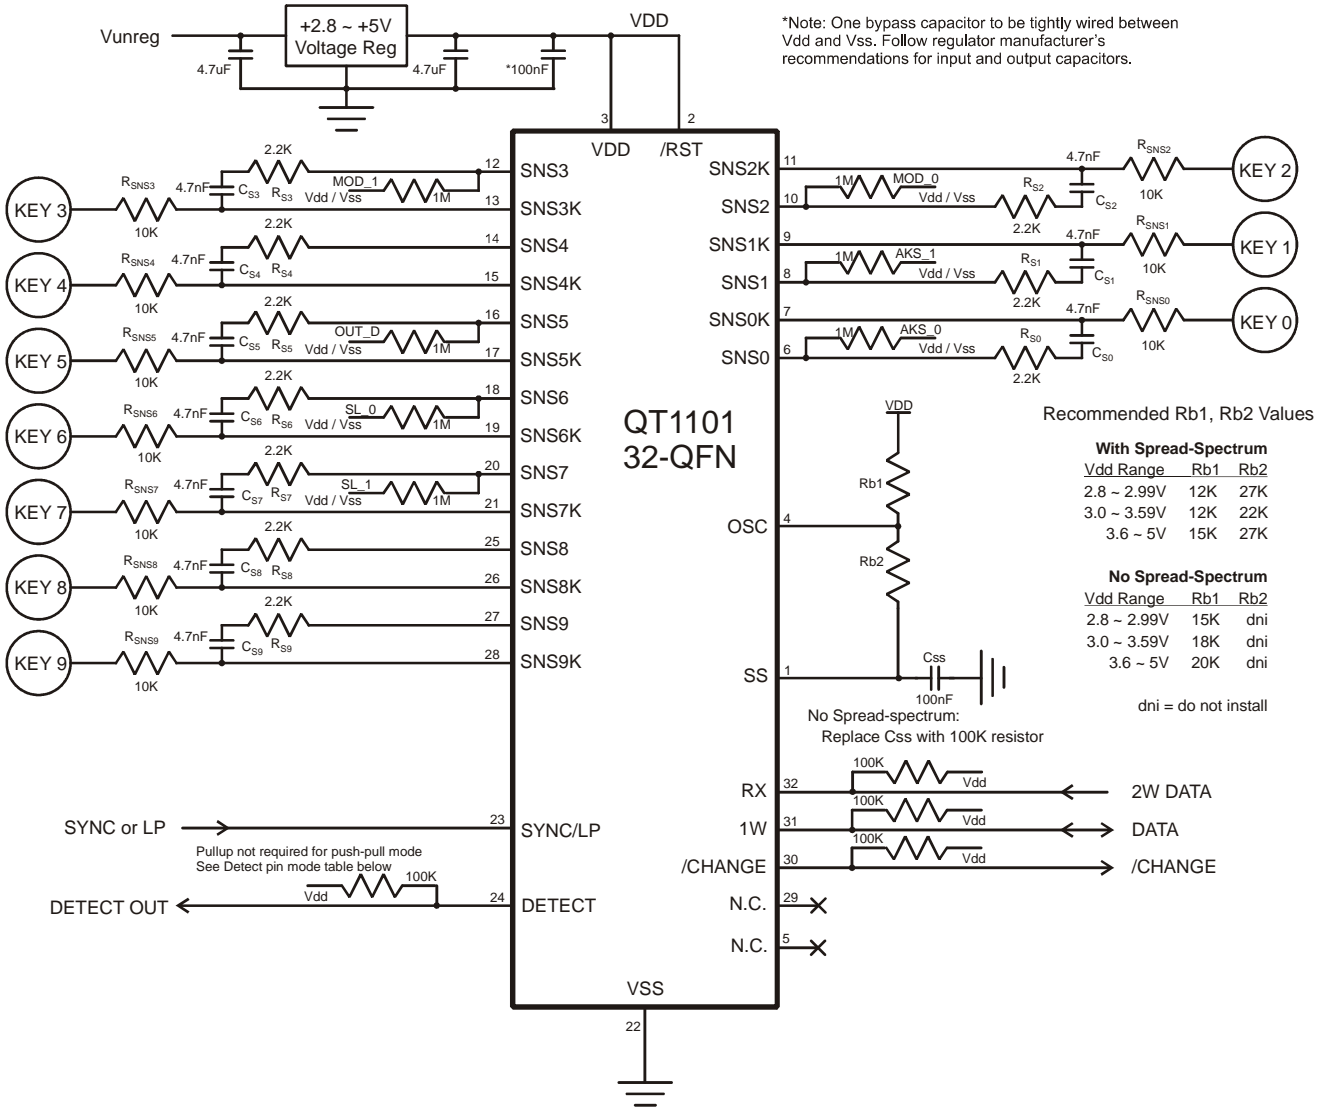 Vunreg
+2.8 ~ +5V
Voltage Reg
VDD
4.7uF
4.7uF
*100nF
*Note: One bypass capacitor to be tightly wired between
Vdd and Vss. Follow regulator manufacturer's
recommendations for input and output capacitors.
3
2
VDD
/RST
QT1101
32-QFN
KEY 3
RSNS3
10K
4.7nF
CS3
2.2K
RS3
MOD_1
Vdd / Vss
1M
12
SNS3
13
SNS3K
KEY 4
RSNS4
10K
4.7nF
CS4
2.2K
RS4
14
SNS4
15
SNS4K
KEY 5
RSNS5
10K
4.7nF
CS5
2.2K
RS5
OUT_D
Vdd / Vss
1M
16
SNS5
17
SNS5K
KEY 6
RSNS6
10K
4.7nF
CS6
2.2K
RS6
SL_0
Vdd / Vss
1M
18
SNS6
19
SNS6K
KEY 7
RSNS7
10K
4.7nF
CS7
2.2K
RS7
SL_1
Vdd / Vss
1M
20
SNS7
21
SNS7K
KEY 8
RSNS8
10K
4.7nF
CS8
2.2K
RS8
25
SNS8
26
SNS8K
KEY 9
RSNS9
10K
4.7nF
CS9
2.2K
RS9
27
SNS9
28
SNS9K
SYNC or LP
23
SYNC/LP
Pullup not required for push-pull mode
See Detect pin mode table below
Vdd
100K
DETECT OUT
24
DETECT
SNS2K
11
4.7nF
RSNS2
10K
KEY 2
SNS2
10
1M
MOD_0
Vdd / Vss
RS2
2.2K
CS2
SNS1K
9
4.7nF
RSNS1
10K
KEY 1
SNS1
8
1M
AKS_1
Vdd / Vss
RS1
2.2K
CS1
SNS0K
7
4.7nF
RSNS0
10K
KEY 0
SNS0
6
1M
AKS_0
Vdd / Vss
RS0
2.2K
CS0
VDD
Rb1
OSC
4
Rb2
SS
1
Css
100nF
No Spread-spectrum:
Replace Css with 100K resistor
Recommended Rb1, Rb2 Values
With Spread-Spectrum
Vdd Range Rb1 Rb2
2.8 ~ 2.99V 12K 27K
3.0 ~ 3.59V 12K 22K
3.6 ~ 5V 15K 27K
No Spread-Spectrum
Vdd Range Rb1 Rb2
2.8 ~ 2.99V 15K dni
3.0 ~ 3.59V 18K dni
3.6 ~ 5V 20K dni
dni = do not install
RX
32
100K
Vdd
2W DATA
1W
31
100K
Vdd
DATA
/CHANGE
30
100K
Vdd
/CHANGE
N.C.
29
N.C.
5
VSS
22